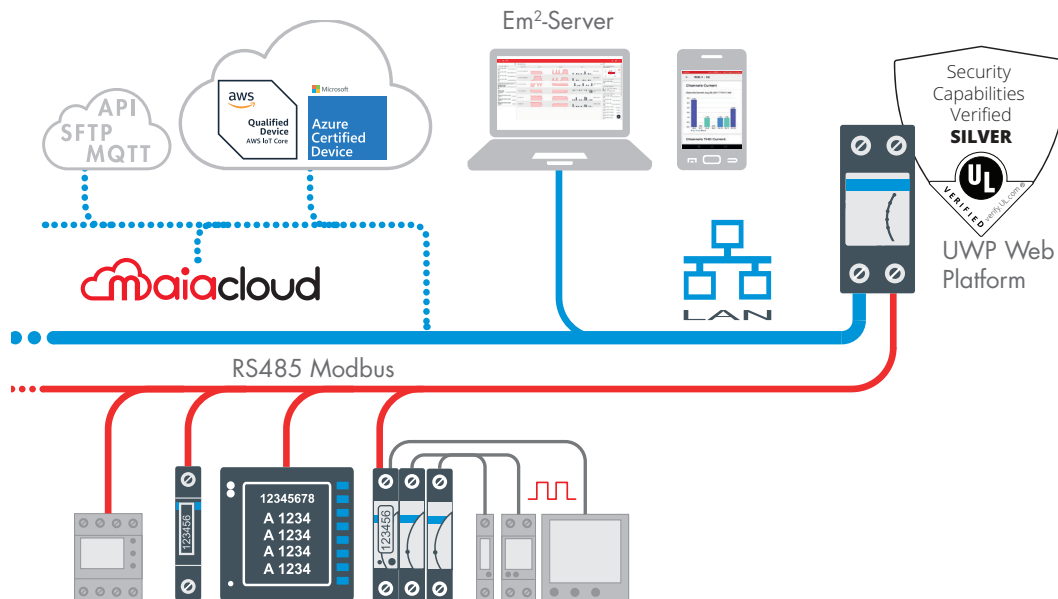 Em²-Server
API
SFTP
MQTT
aws
Qualified
Device
AWS IoT Core
Microsoft
Azure
Certified
Device
Security
Capabilities
Verified
SILVER
UL
VERIFIED
verify.UL.com
UWP Web
Platform
maiacloud
LAN
RS485 Modbus
12345678
A 1234
A 1234
A 1234
A 1234
123456
123456